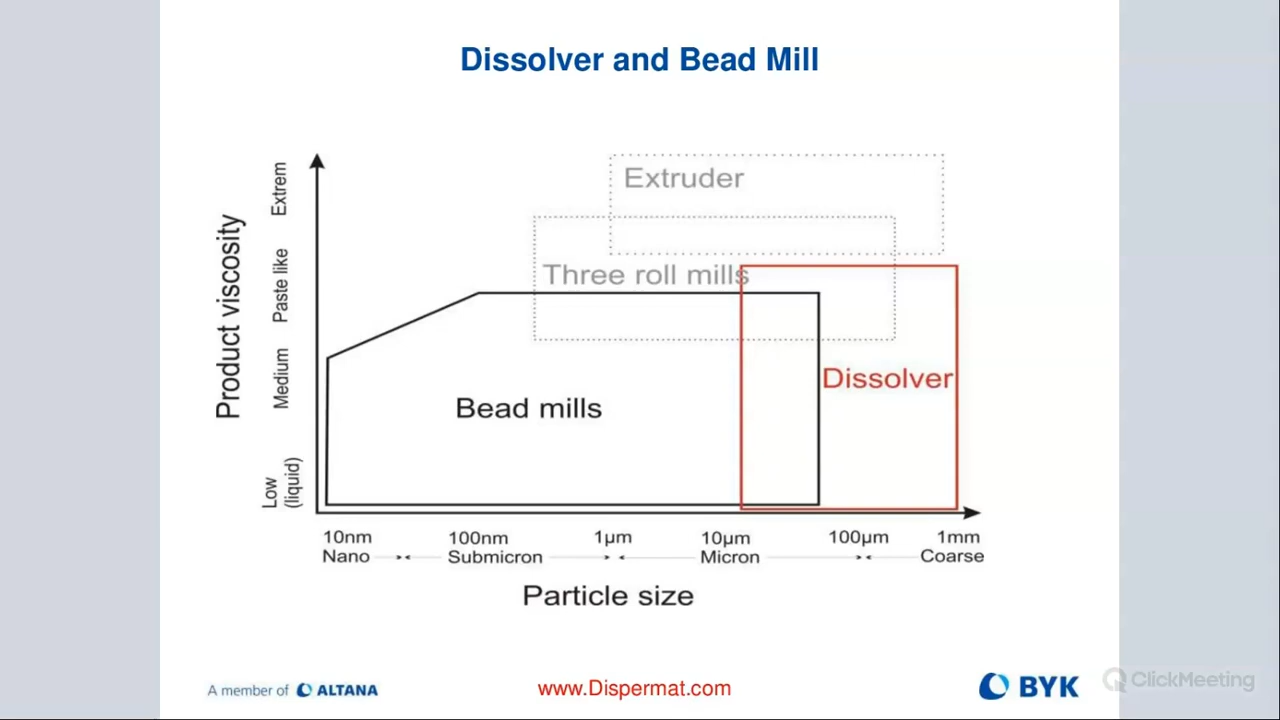 Dissolver and Bead Mill
Product viscosity
Extrem
Paste like
Medium
Low
(liquid)
Extruder
Three roll mills
Dissolver
Bead mills
10nm 100nm 1µm 10µm 100µm 1mm
Nano Submicron Micron Coarse
Particle size
A member of ALTANA
www.Dispermat.com
BYK
ClickMeeting